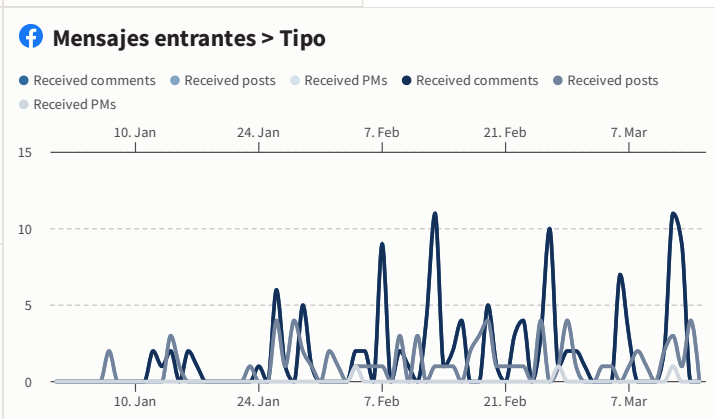 Mensajes entrantes > Tipo
Received comments Received posts Received PMs Received comments Received posts
Received PMs
10. Jan 24. Jan 7. Feb 21. Feb 7. Mar
15
10
5
0
10. Jan 24. Jan 7. Feb 21. Feb 7. Mar